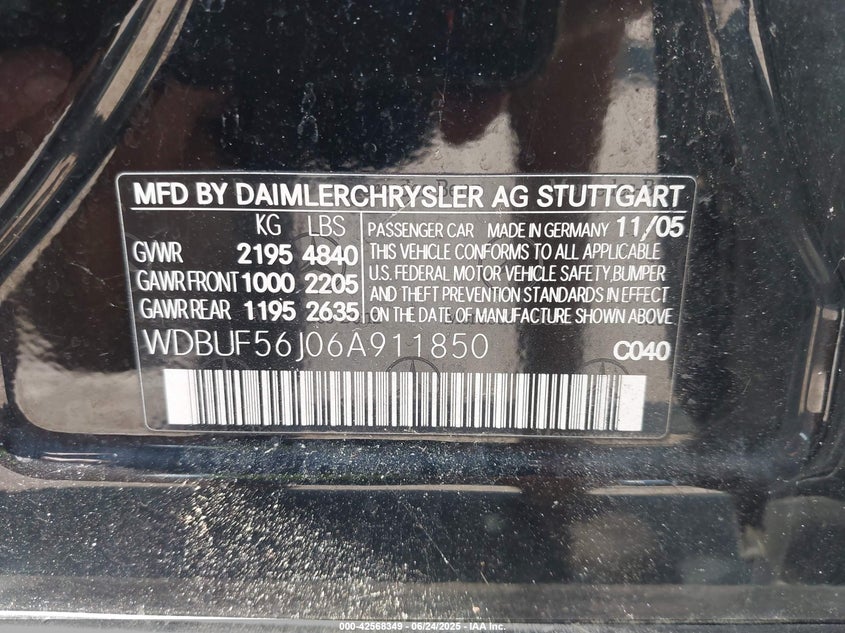 MFD BY DAIMLERCHRYSLER AG STUTTGART
KG LBS
GVWR 2195 4840
GAWR FRONT 1000 2205
GAWR REAR 1195 2635
PASSENGER CAR MADE IN GERMANY 11/05
THIS VEHICLE CONFORMS TO ALL APPLICABLE
U.S. FEDERAL MOTOR VEHICLE SAFETY, BUMPER
AND THEFT PREVENTION STANDARDS IN EFFECT
ON THE DATE OF MANUFACTURE SHOWN ABOVE.
WDBUF56J06A911850 C040
000-42568349 - 06/24/2025 - IAA Inc.